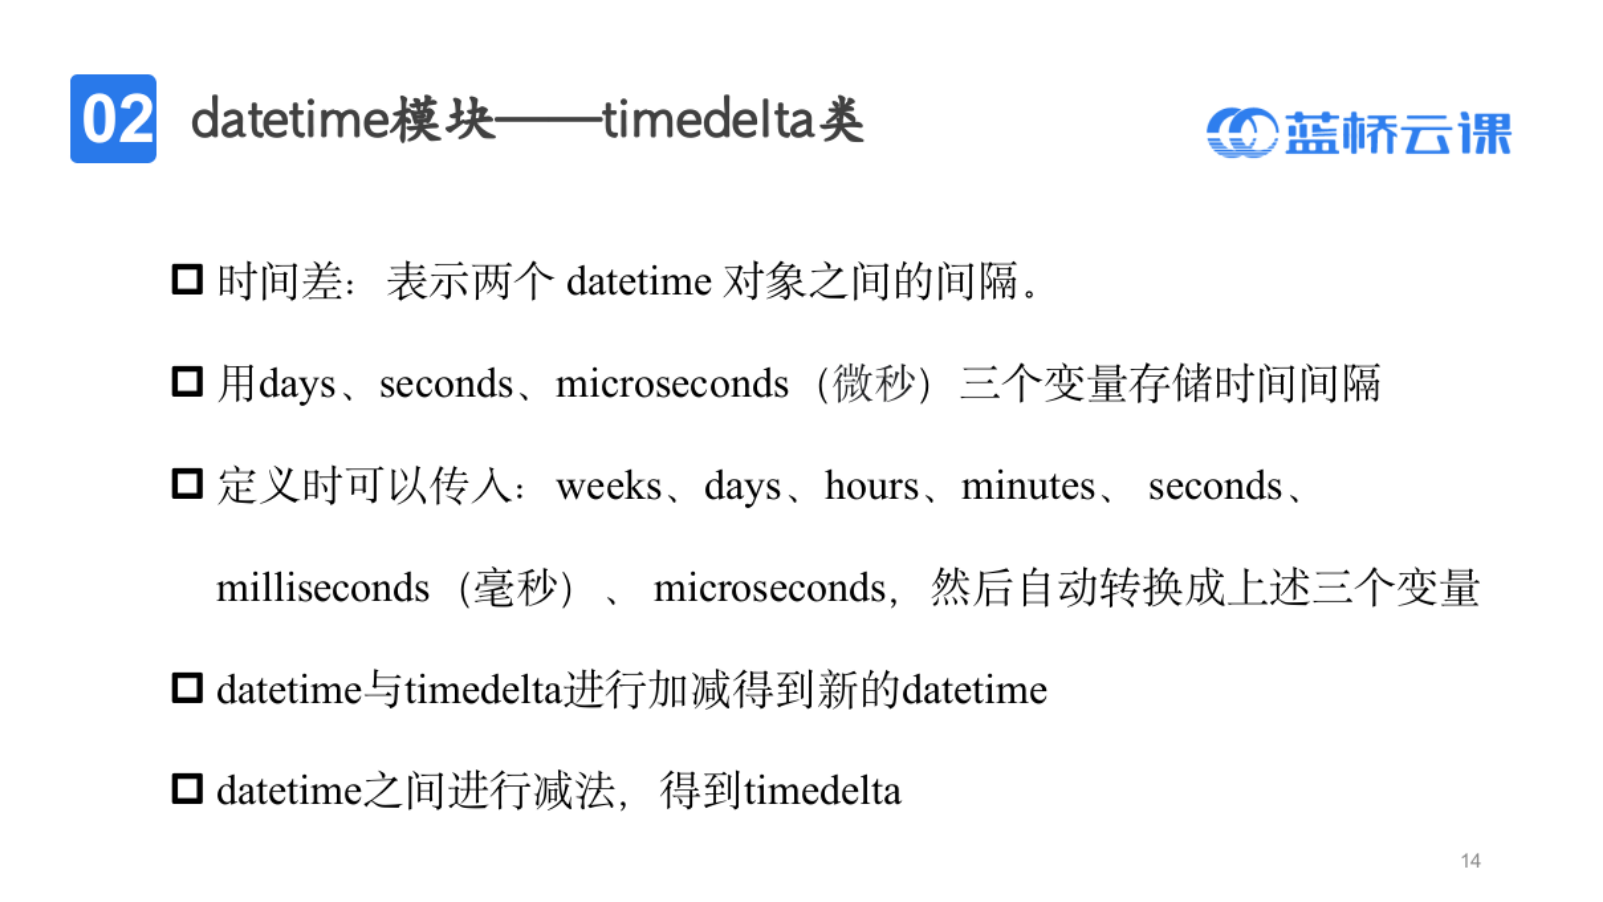 02 datetime模块——timedelta类
蓝桥云课
时间差：表示两个 datetime 对象之间的间隔。
用days、seconds、microseconds（微秒）三个变量存储时间间隔
定义时可以传入：weeks、days、hours、minutes、 seconds、
milliseconds（毫秒）、 microseconds，然后自动转换成上述三个变量
datetime与timedelta进行加减得到新的datetime
datetime之间进行减法，得到timedelta
14